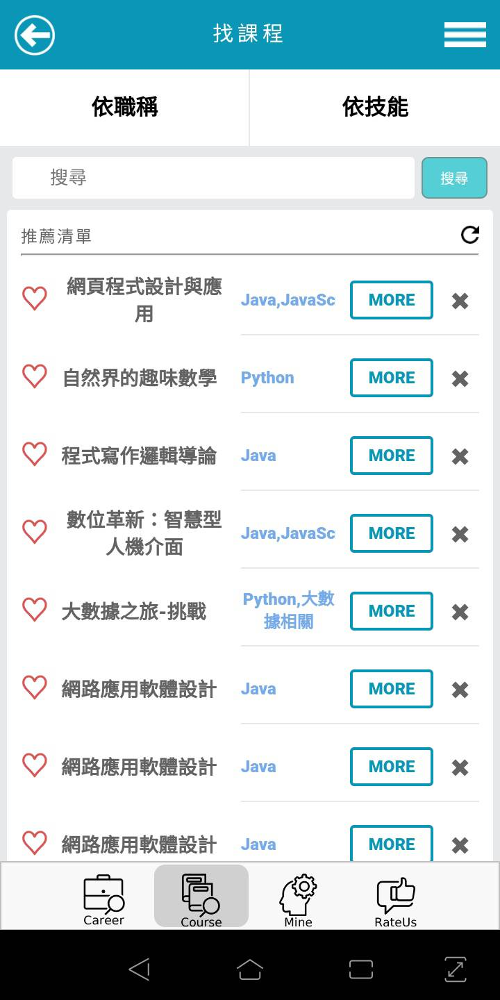 找課程
依職稱
依技能
搜尋
搜尋
推薦清單
網頁程式設計與應
用
Java,JavaSc
MORE
自然界的趣味數學
Python
MORE
程式寫作邏輯導論
Java
MORE
數位革新：智慧型
人機介面
Java,JavaSc
MORE
大數據之旅-挑戰
Python,大數
據相關
MORE
網路應用軟體設計
Java
MORE
網路應用軟體設計
Java
MORE
網路應用軟體設計
Java
MORE
Career
Course
Mine
RateUs